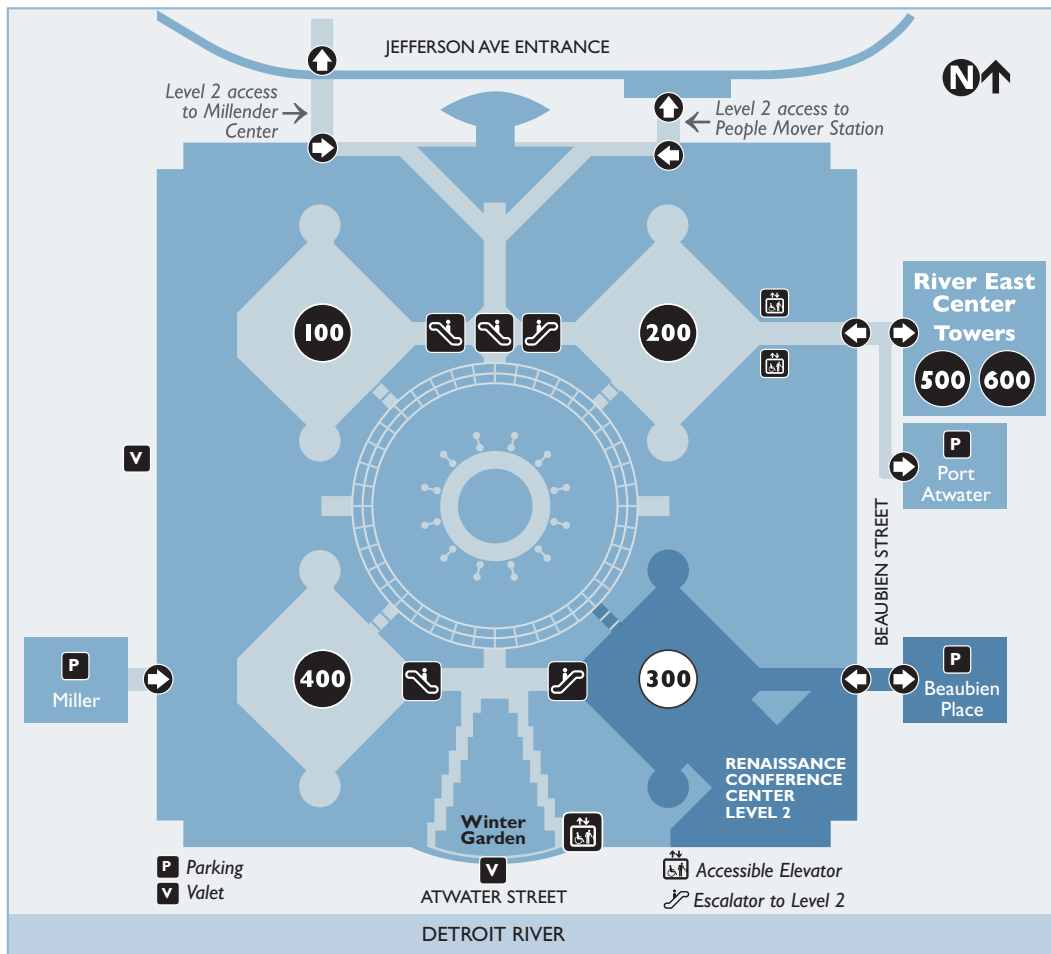 JEFFERSON AVE ENTRANCE
N
Level 2 access
to Millender
Center
Level 2 access to
People Mover Station
100
200
River East
Center
Towers
500 600
V
P
Port
Atwater
BEAUBIEN STREET
P
Miller
400
300
P
Beaubien
Place
RENAISSANCE
CONFERENCE
CENTER
LEVEL 2
Winter
Garden
V
P Parking
V Valet
ATWATER STREET
Accessible Elevator
Escalator to Level 2
DETROIT RIVER